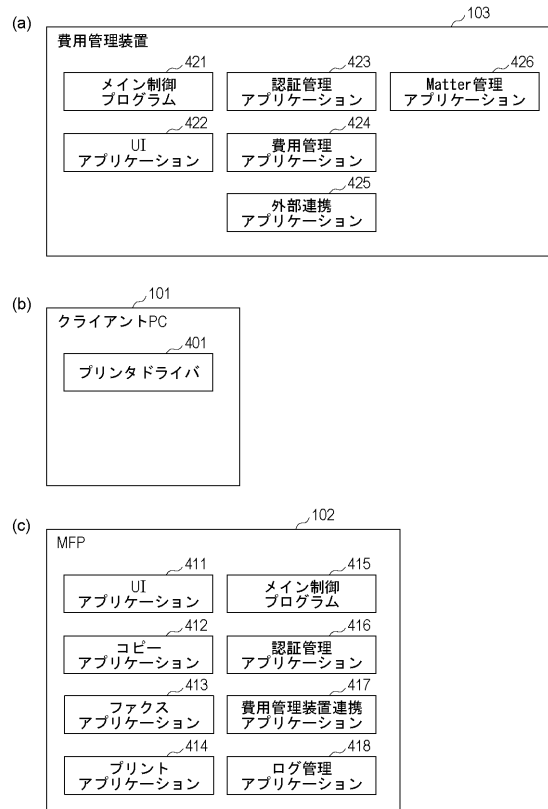 (a)
103
費用管理装置
421
メイン制御
プログラム
423
認証管理
アプリケーション
426
Matter管理
アプリケーション
422
UI
アプリケーション
424
費用管理
アプリケーション
425
外部連携
アプリケーション
(b)
101
クライアントPC
401
プリンタドライバ
(c)
102
MFP
411
UI
アプリケーション
415
メイン制御
プログラム
412
コピー
アプリケーション
416
認証管理
アプリケーション
413
ファクス
アプリケーション
417
費用管理装置連携
アプリケーション
414
プリント
アプリケーション
418
ログ管理
アプリケーション